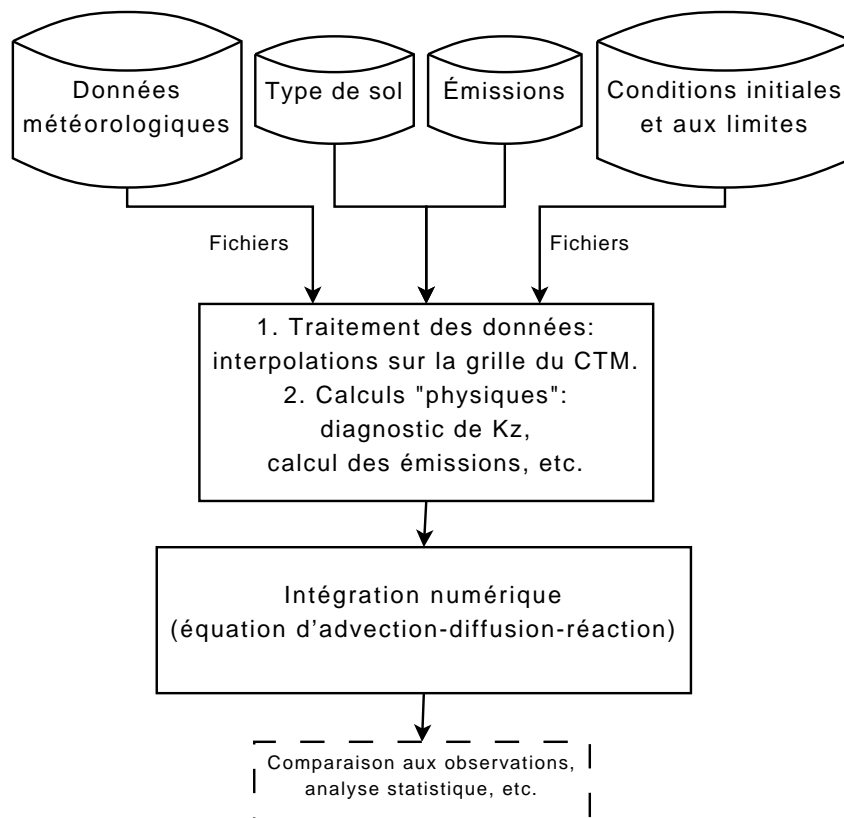 Données
météorologiques
Type de sol
Émissions
Conditions initiales
et aux limites
Fichiers
Fichiers
1. Traitement des données:
interpolations sur la grille du CTM.
2. Calculs "physiques":
diagnostic de Kz,
calcul des émissions, etc.
Intégration numérique
(équation d'advection-diffusion-réaction)
Comparaison aux observations,
analyse statistique, etc.